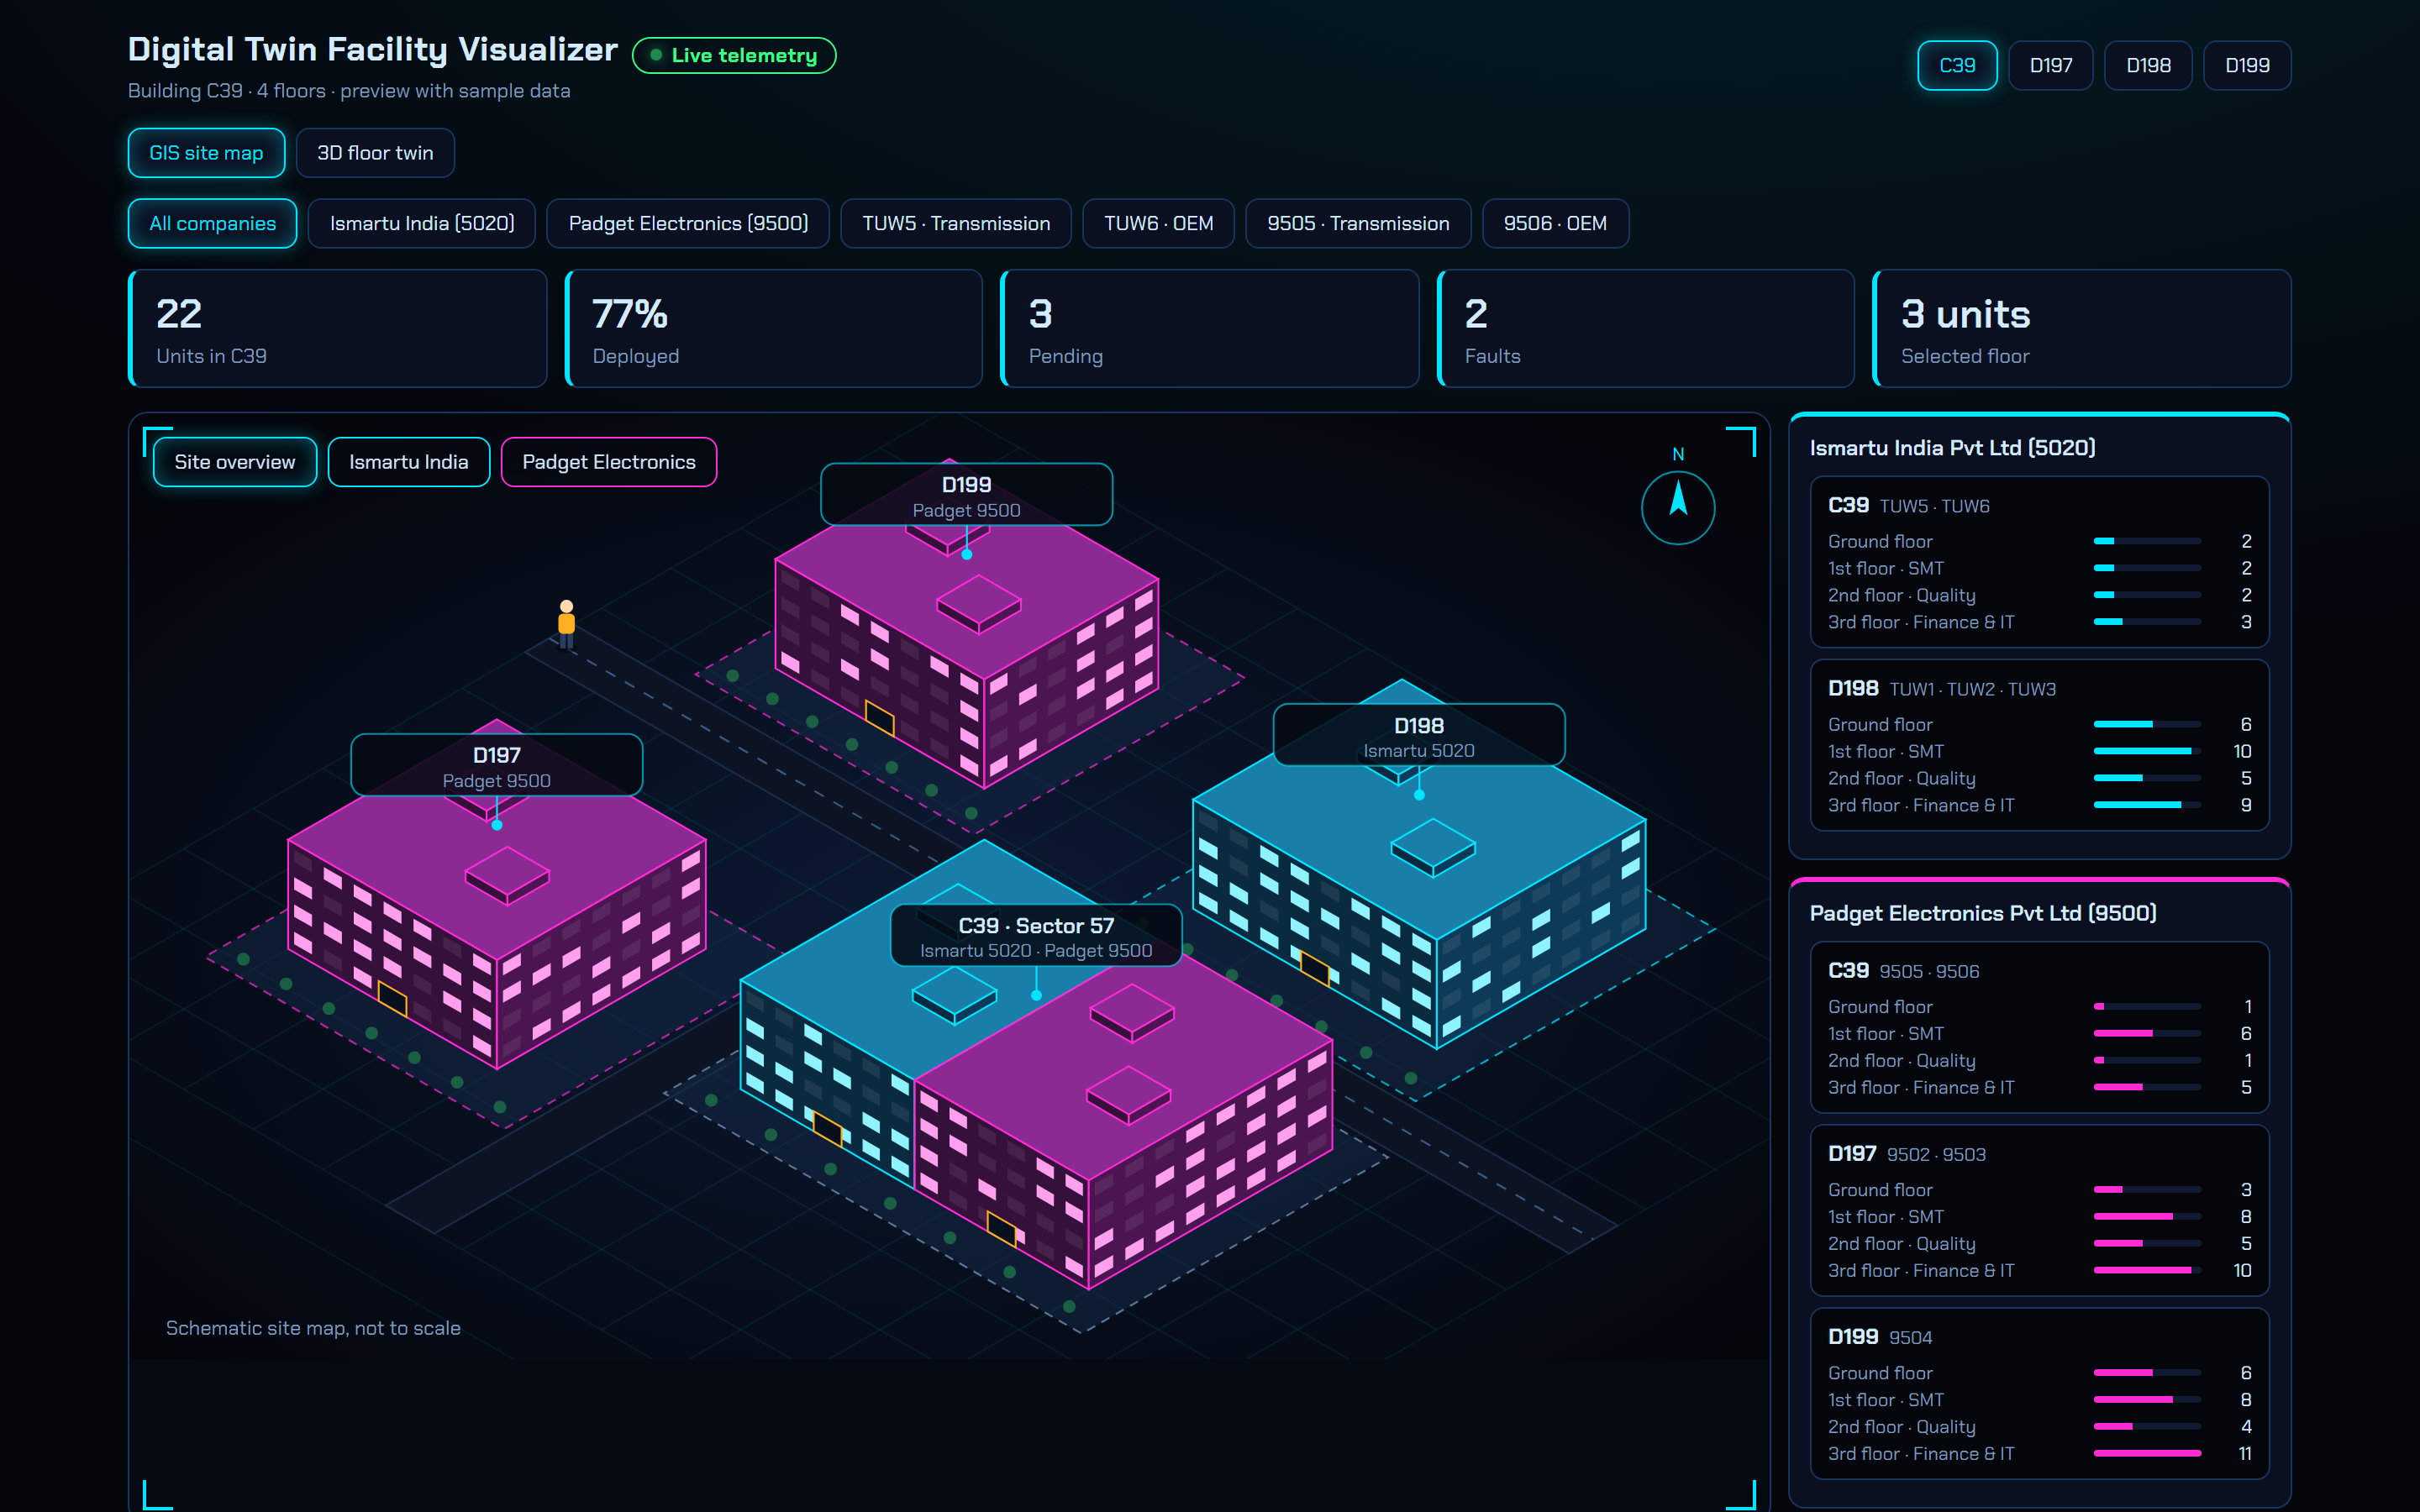 Digital Twin Facility Visualizer
Live telemetry
Building C39 · 4 floors · preview with sample data
C39
D197
D198
D199
GIS site map
3D floor twin
All companies
Ismartu India (5020)
Padget Electronics (9500)
TUW5 · Transmission
TUW6 · OEM
9505 · Transmission
9506 · OEM
22
Units in C39
77%
Deployed
3
Pending
2
Faults
3 units
Selected floor
Site overview
Ismartu India
Padget Electronics
N
D199
Padget 9500
D198
Ismartu 5020
D197
Padget 9500
C39 · Sector 57
Ismartu 5020 · Padget 9500
Schematic site map, not to scale
Ismartu India Pvt Ltd (5020)
C39 TUW5 · TUW6
Ground floor 2
1st floor · SMT 2
2nd floor · Quality 2
3rd floor · Finance & IT 3
D198 TUW1 · TUW2 · TUW3
Ground floor 6
1st floor · SMT 10
2nd floor · Quality 5
3rd floor · Finance & IT 9
Padget Electronics Pvt Ltd (9500)
C39 9505 · 9506
Ground floor 1
1st floor · SMT 6
2nd floor · Quality 1
3rd floor · Finance & IT 5
D197 9502 · 9503
Ground floor 3
1st floor · SMT 8
2nd floor · Quality 5
3rd floor · Finance & IT 10
D199 9504
Ground floor 6
1st floor · SMT 8
2nd floor · Quality 4
3rd floor · Finance & IT 11